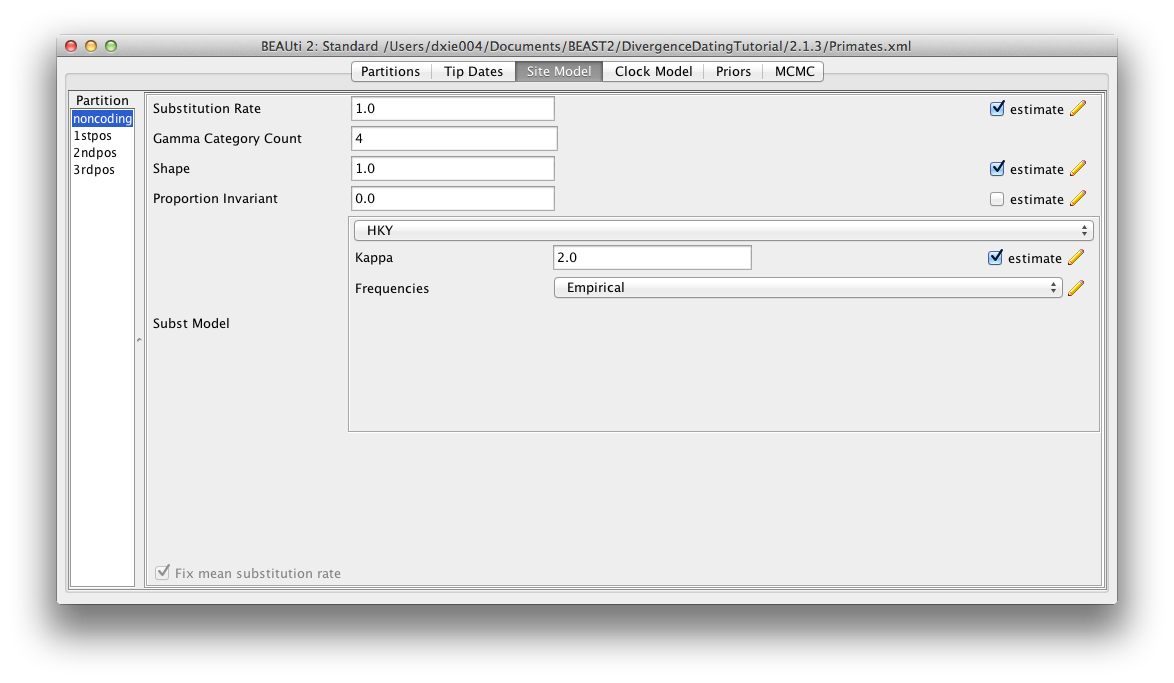 BEAUti 2: Standard /Users/dxie004/Documents/BEAST2/DivergenceDatingTutorial/2.1.3/Primates.xml
Partitions Tip Dates Site Model Clock Model Priors MCMC
Partition
noncoding
1stpos
2ndpos
3rdpos
Substitution Rate 1.0 estimate
Gamma Category Count 4
Shape 1.0 estimate
Proportion Invariant 0.0 estimate
HKY
Kappa 2.0 estimate
Frequencies Empirical
Subst Model
Fix mean substitution rate